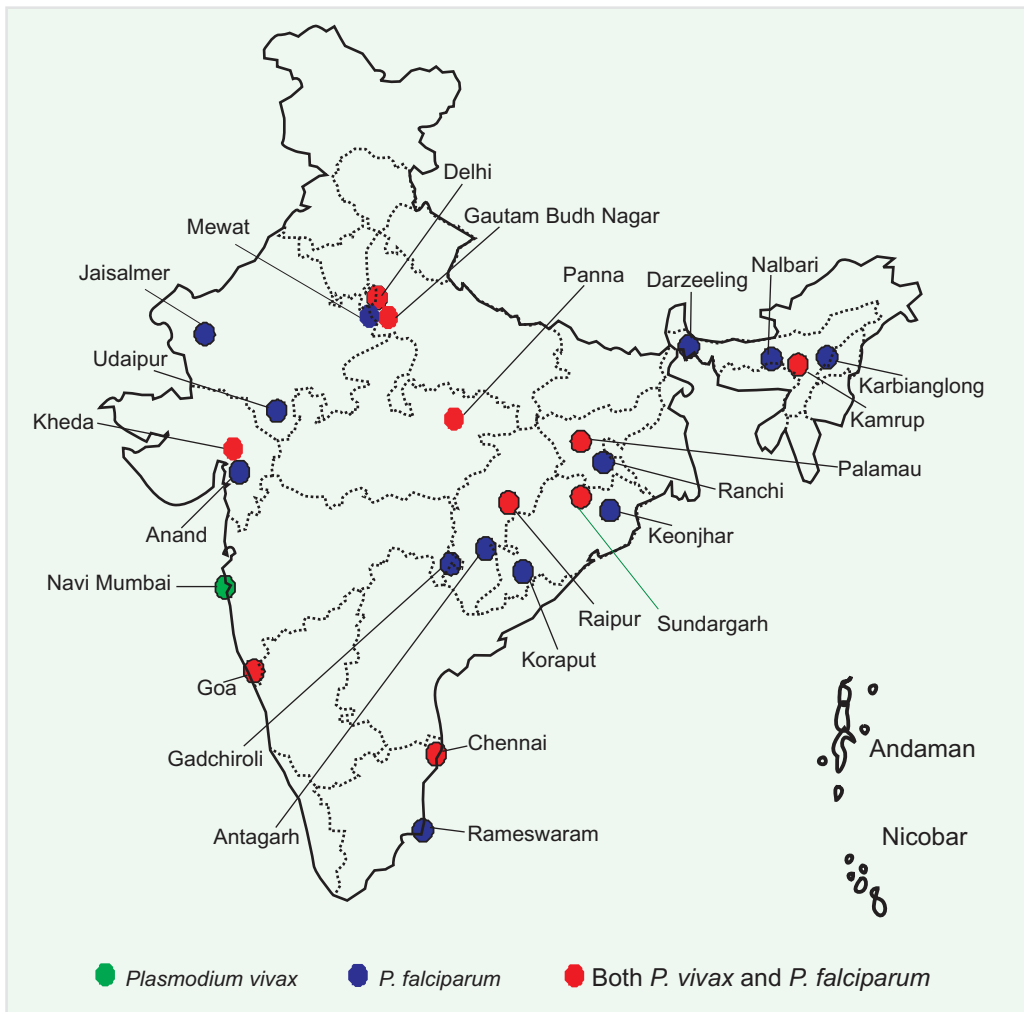 Delhi
Gautam Budh Nagar
Mewat
Jaisalmer
Panna
Darzeeling
Nalbari
Udaipur
Karbianglong
Kheda
Kamrup
Palamau
Ranchi
Anand
Keonjhar
Navi Mumbai
Raipur
Sundargarh
Koraput
Goa
Gadchiroli
Chennai
Andaman
Antagarh
Rameswaram
Nicobar
Plasmodium vivax
P. falciparum
Both P. vivax and P. falciparum